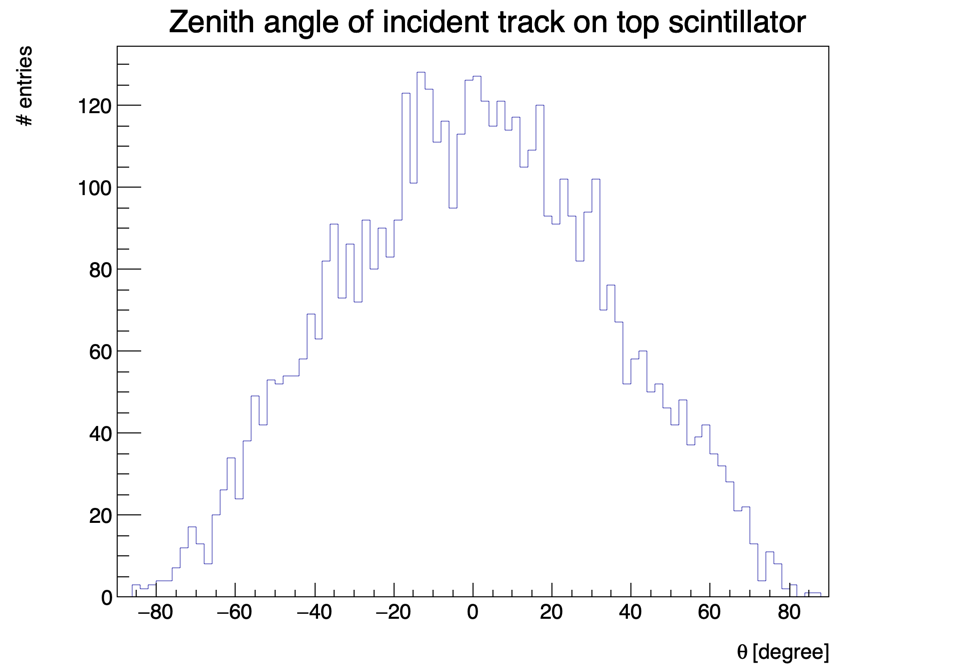 Zenith angle of incident track on top scintillator
# entries
120
100
80
60
40
20
0
−80 −60 −40 −20 0 20 40 60 80
θ [degree]